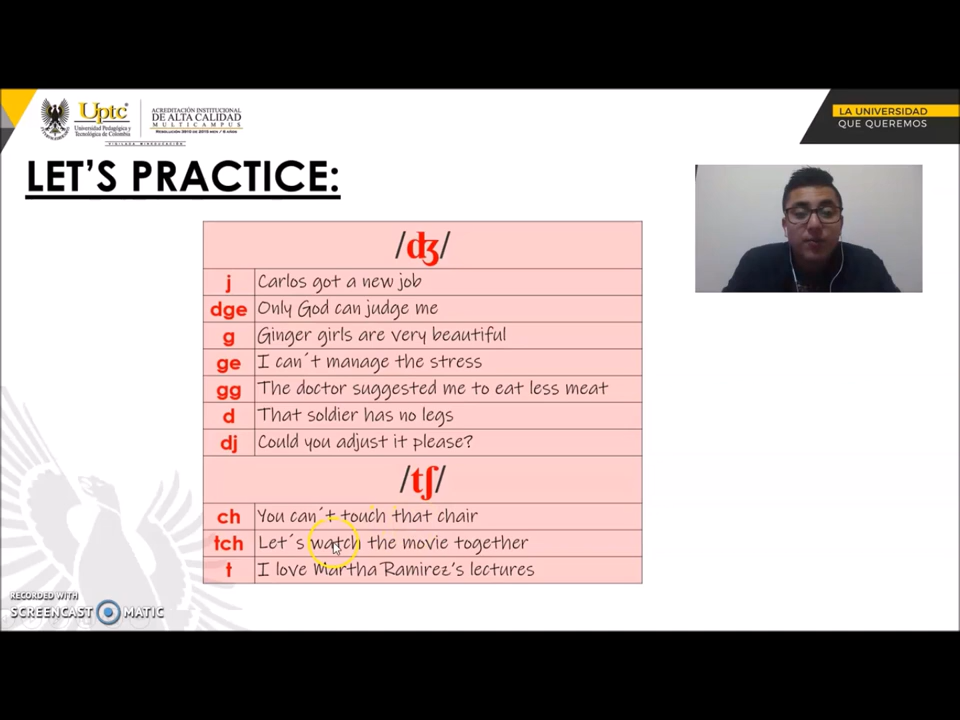 Uptc®
Universidad Pedagógica y
Tecnológica de Colombia
VIGILADA MINEDUCACIÓN
ACREDITACIÓN INSTITUCIONAL
DE ALTA CALIDAD
MULTICAMPUS
LA UNIVERSIDAD
QUE QUEREMOS
LET'S PRACTICE:
/ʤ/
j Carlos got a new job
dge Only God can judge me
g Ginger girls are very beautiful
ge I can´t manage the stress
gg The doctor suggested me to eat less meat
d That soldier has no legs
dj Could you adjust it please?
/tʃ/
ch You can´t touch that chair
tch Let´s watch the movie together
t I love Martha Ramirez's lectures
RECORDED WITH
SCREENCAST MATIC